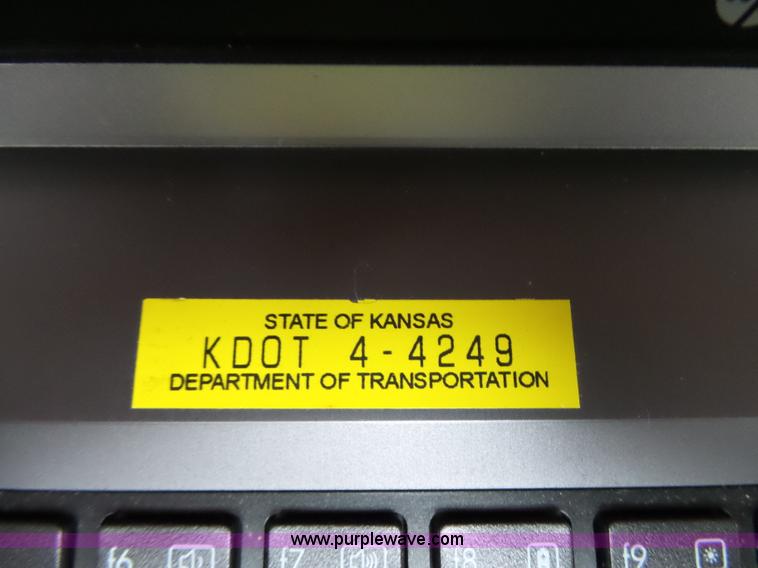 STATE OF KANSAS
KDOT 4-4249
DEPARTMENT OF TRANSPORTATION
f6 f7 f8 f9
www.purplewave.com